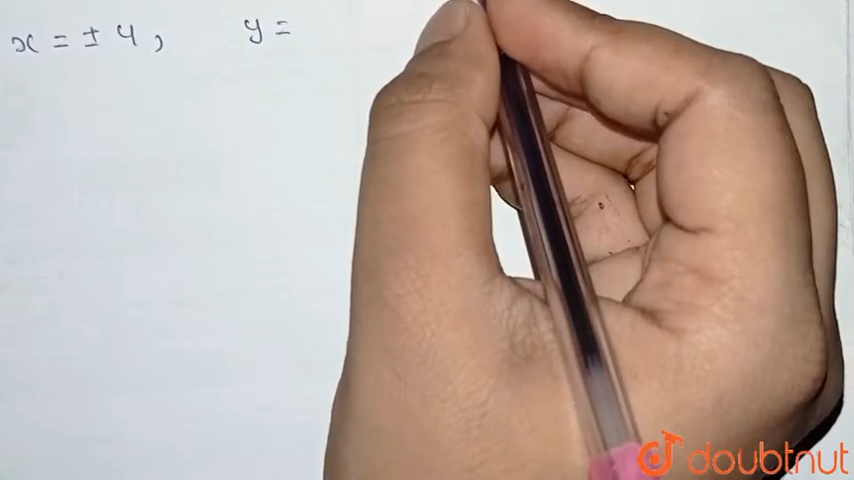 x = ± 4, y =
doubtnut